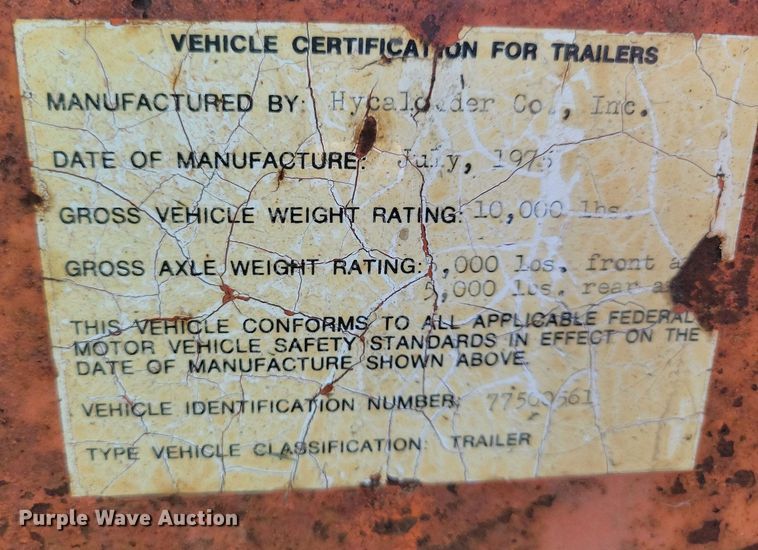 VEHICLE CERTIFICATION FOR TRAILERS
MANUFACTURED BY: Hycaloader Co., Inc.
DATE OF MANUFACTURE: July,
GROSS VEHICLE WEIGHT RATING: 10,000 lbs.
GROSS AXLE WEIGHT RATING: 5,000 lbs. front
5,000 lbs. rear
THIS VEHICLE CONFORMS TO ALL APPLICABLE FEDERAL
MOTOR VEHICLE SAFETY STANDARDS IN EFFECT ON THE
DATE OF MANUFACTURE SHOWN ABOVE.
VEHICLE IDENTIFICATION NUMBER:
TYPE VEHICLE CLASSIFICATION: TRAILER
Purple Wave Auction